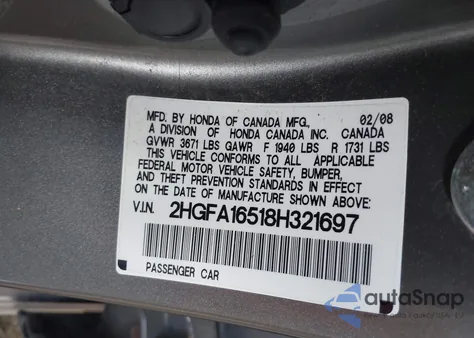 MFD. BY HONDA OF CANADA MFG. 02/08
A DIVISION OF HONDA CANADA INC. CANADA
GVWR 3671 LBS GAWR F 1940 LBS R 1731 LBS
THIS VEHICLE CONFORMS TO ALL APPLICABLE
FEDERAL MOTOR VEHICLE SAFETY, BUMPER,
AND THEFT PREVENTION STANDARDS IN EFFECT
ON THE DATE OF MANUFACTURE SHOWN ABOVE.
V.I.N. 2HGFA16518H321697
PASSENGER CAR
autoSnap